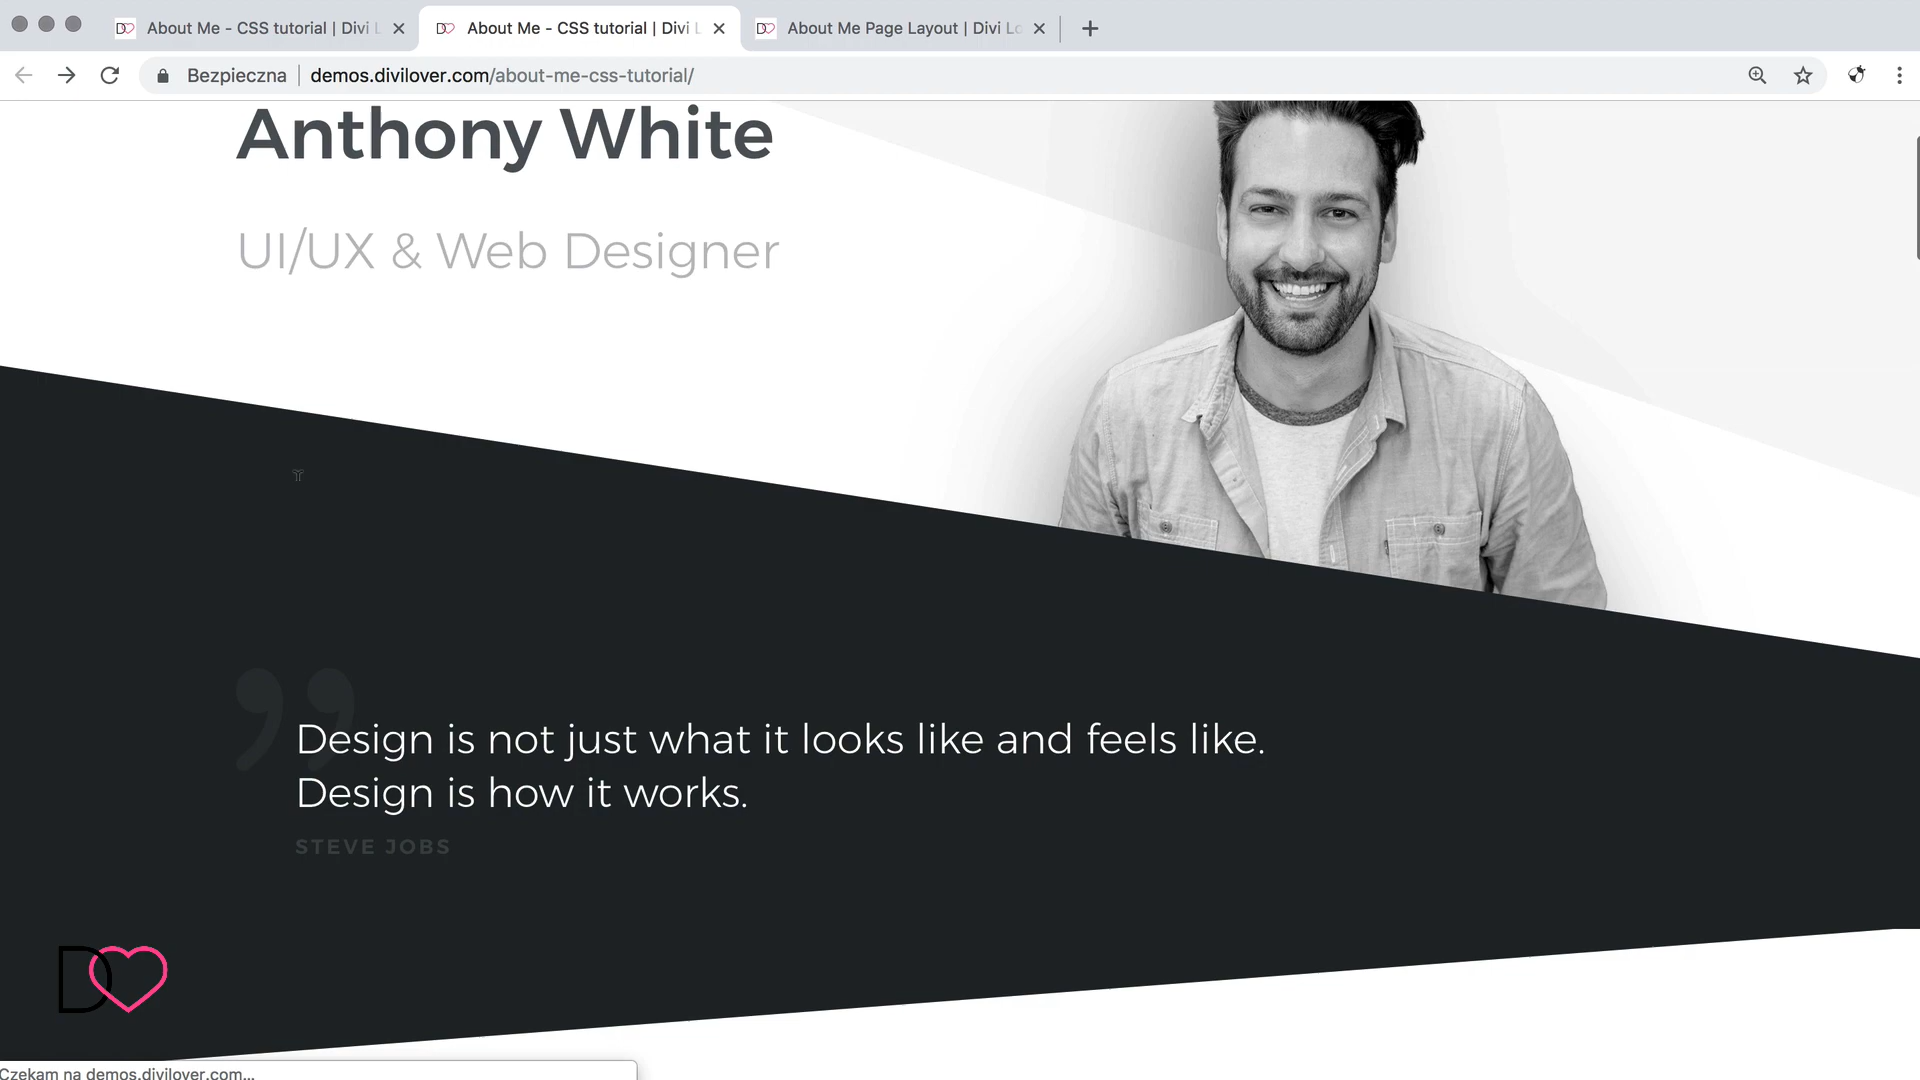 About Me - CSS tutorial | Divi L
About Me - CSS tutorial | Divi L
About Me Page Layout | Divi Lo
Bezpieczna
demos.divilover.com/about-me-css-tutorial/
Anthony White
UI/UX & Web Designer
”
Design is not just what it looks like and feels like.
Design is how it works.
STEVE JOBS
D
Czekam na demos.divilover.com...